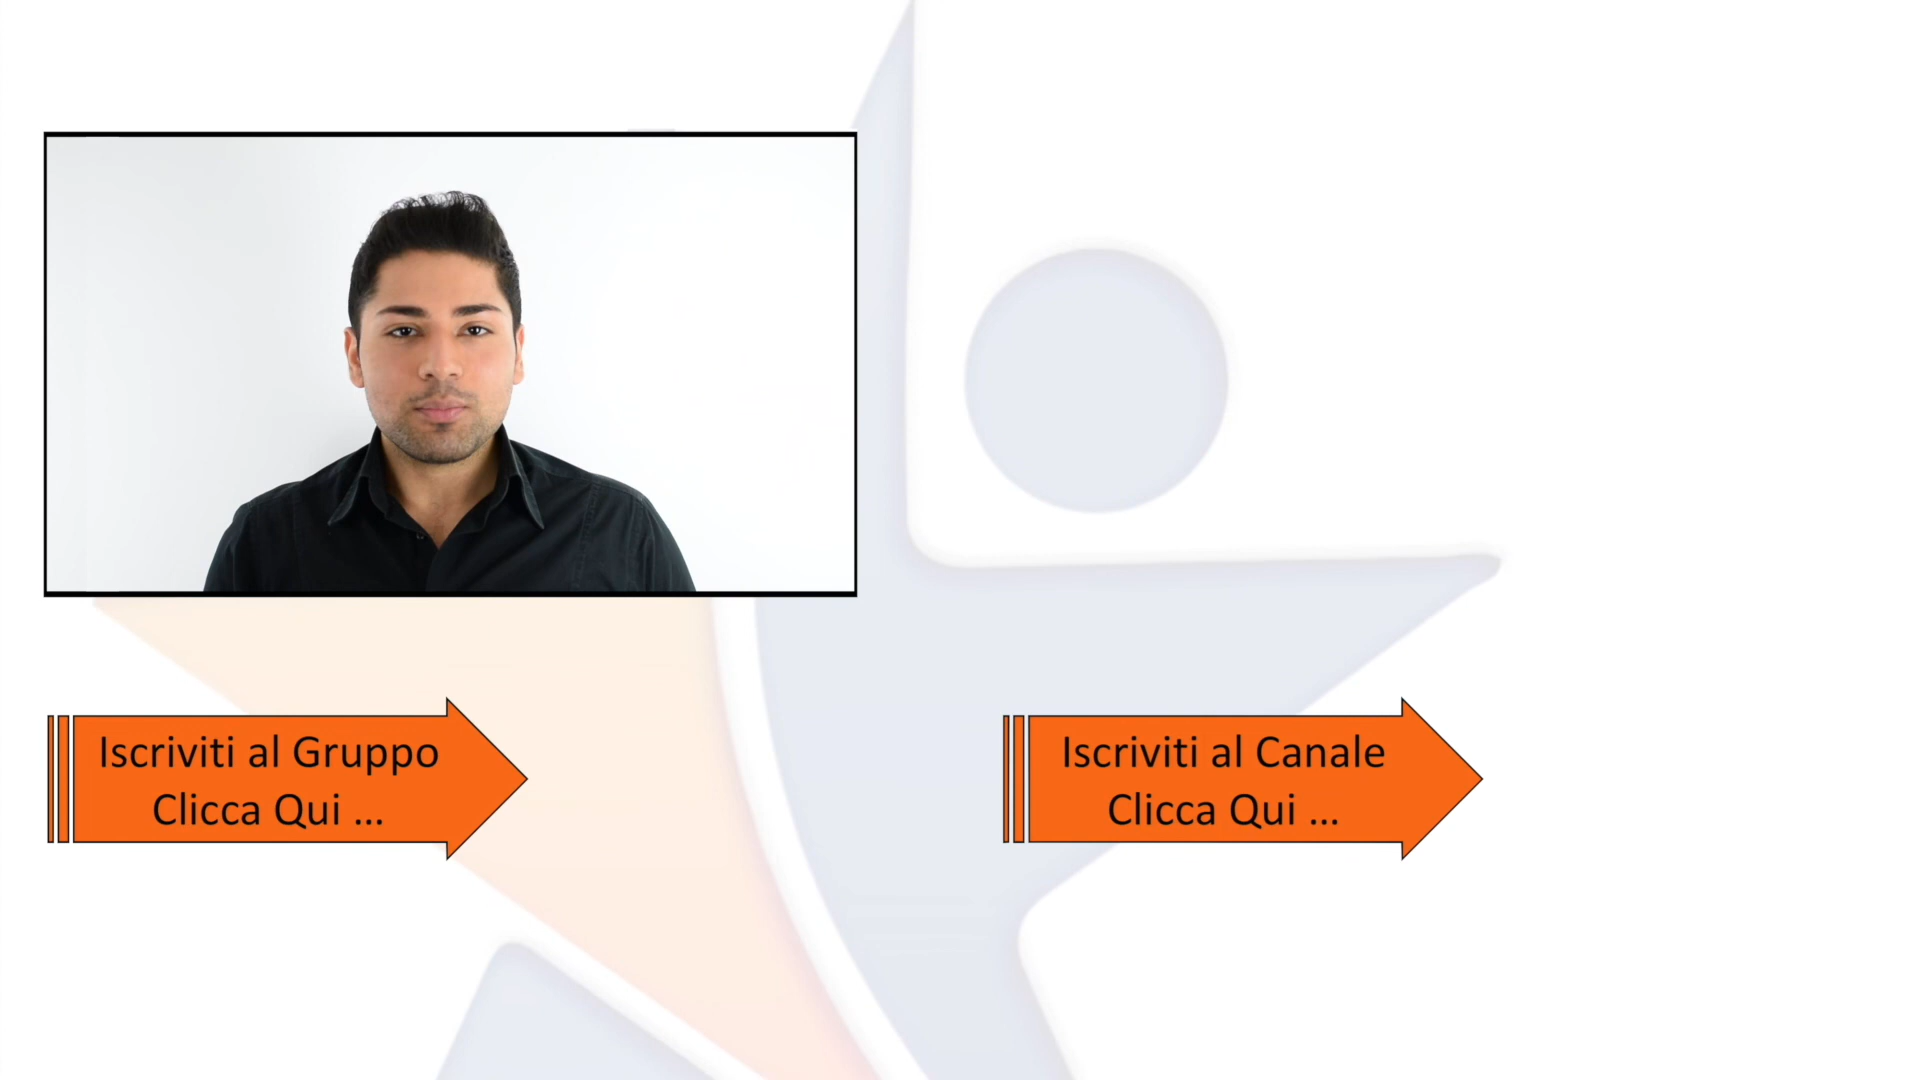 Iscriviti al Gruppo
Clicca Qui ...
Iscriviti al Canale
Clicca Qui ...